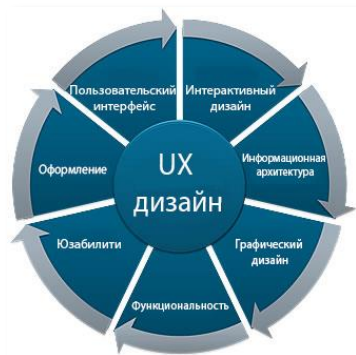 Пользовательский
интерфейс
Интерактивный
дизайн
Информационная
архитектура
Графический
дизайн
Функциональность
Юзабилити
Оформление
UX
дизайн